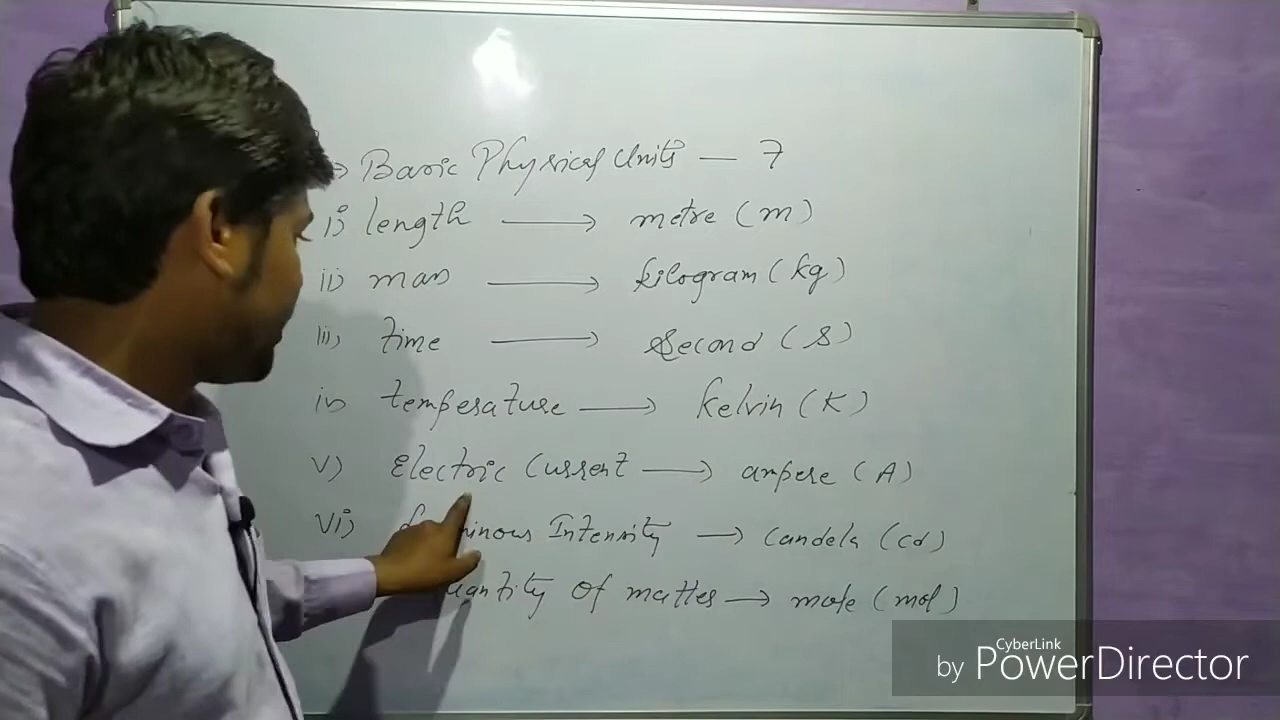 → Basic Physical Units — 7
i) length → metre (m)
ii) mass → kilogram (kg)
iii) time → Second (s)
iv) temperature → kelvin (K)
v) Electric Current → ampere (A)
vi) Intensity → Candela (cd)
of matter → mole (mol)
CyberLink
by PowerDirector